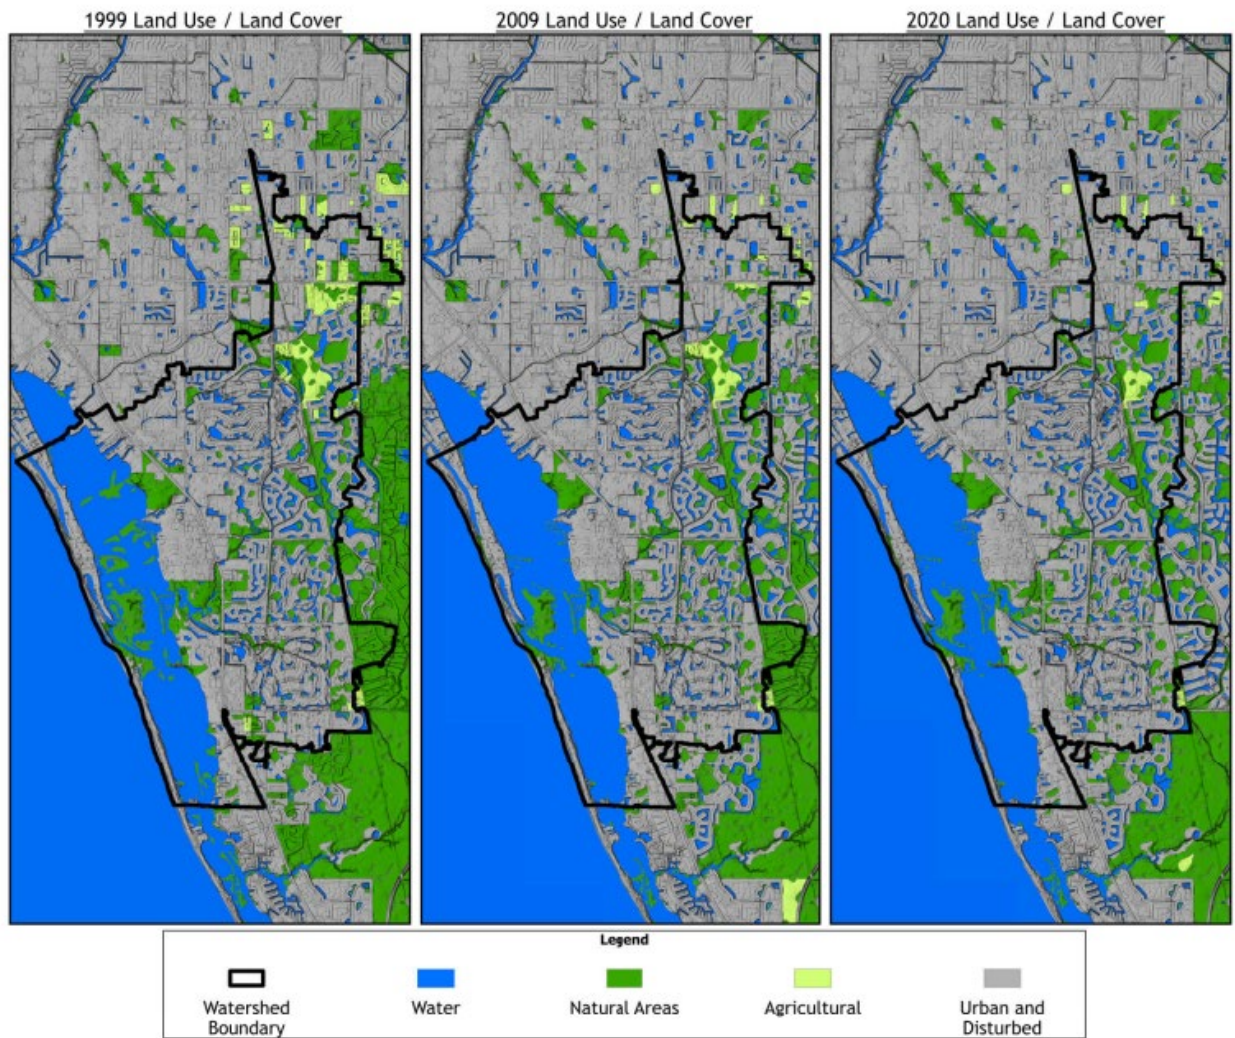 1999 Land Use / Land Cover
2009 Land Use / Land Cover
2020 Land Use / Land Cover
Legend
Watershed
Boundary
Water
Natural Areas
Agricultural
Urban and
Disturbed